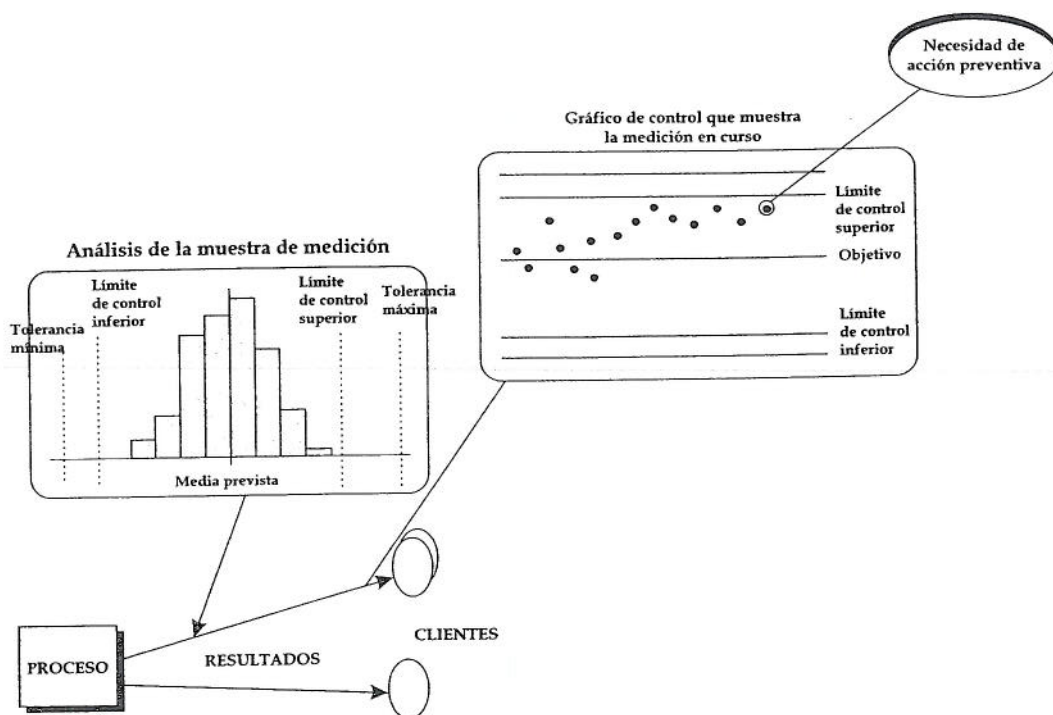 Necesidad de
acción preventiva
Gráfico de control que muestra
la medición en curso
Límite
de control
superior
Objetivo
Límite
de control
inferior
Análisis de la muestra de medición
Tolerancia
mínima
Límite
de control
inferior
Límite
de control
superior
Tolerancia
máxima
Media prevista
PROCESO
RESULTADOS
CLIENTES